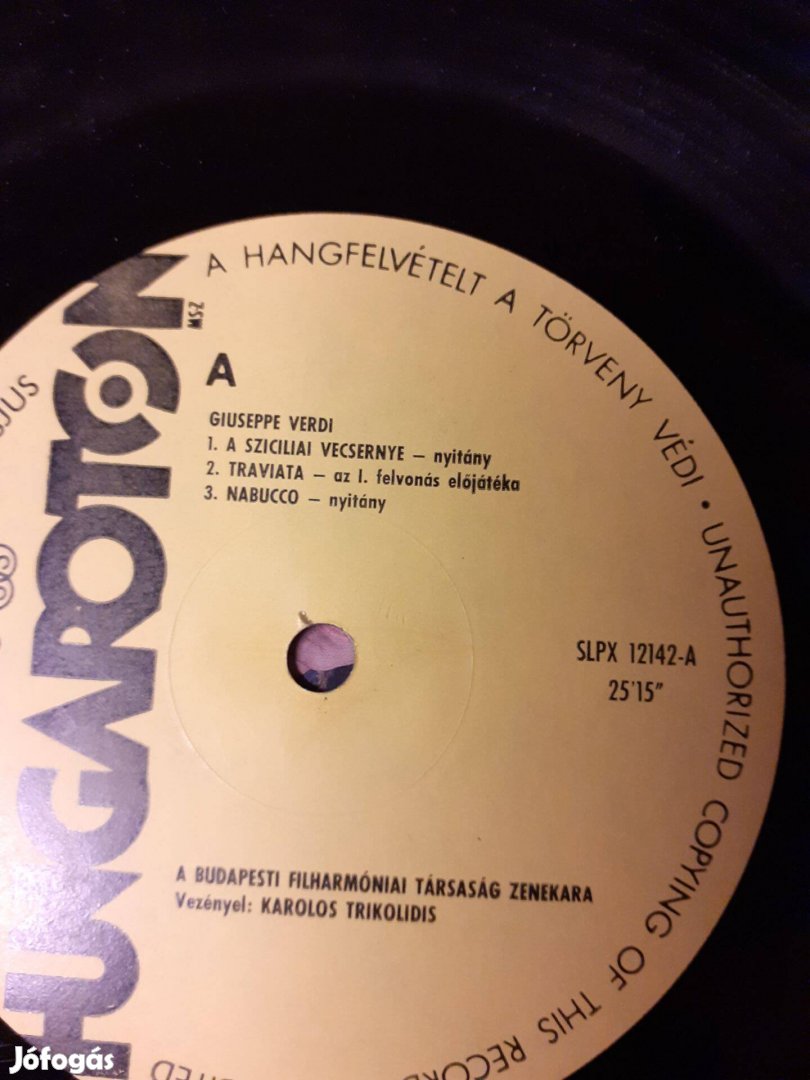 A HANGFELVÉTELT A TÖRVENY VÉDI • UNAUTHORIZED COPYING OF THIS RECORD
HUNGAROTON
MSZ
A
GIUSEPPE VERDI
1. A SZICILIAI VECSERNYE – nyitány
2. TRAVIATA – az I. felvonás előjátéka
3. NABUCCO – nyitány
SLPX 12142-A
25'15"
A BUDAPESTI FILHARMÓNIAI TÁRSASÁG ZENEKARA
Vezényel: KAROLOS TRIKOLIDIS
Jófogás